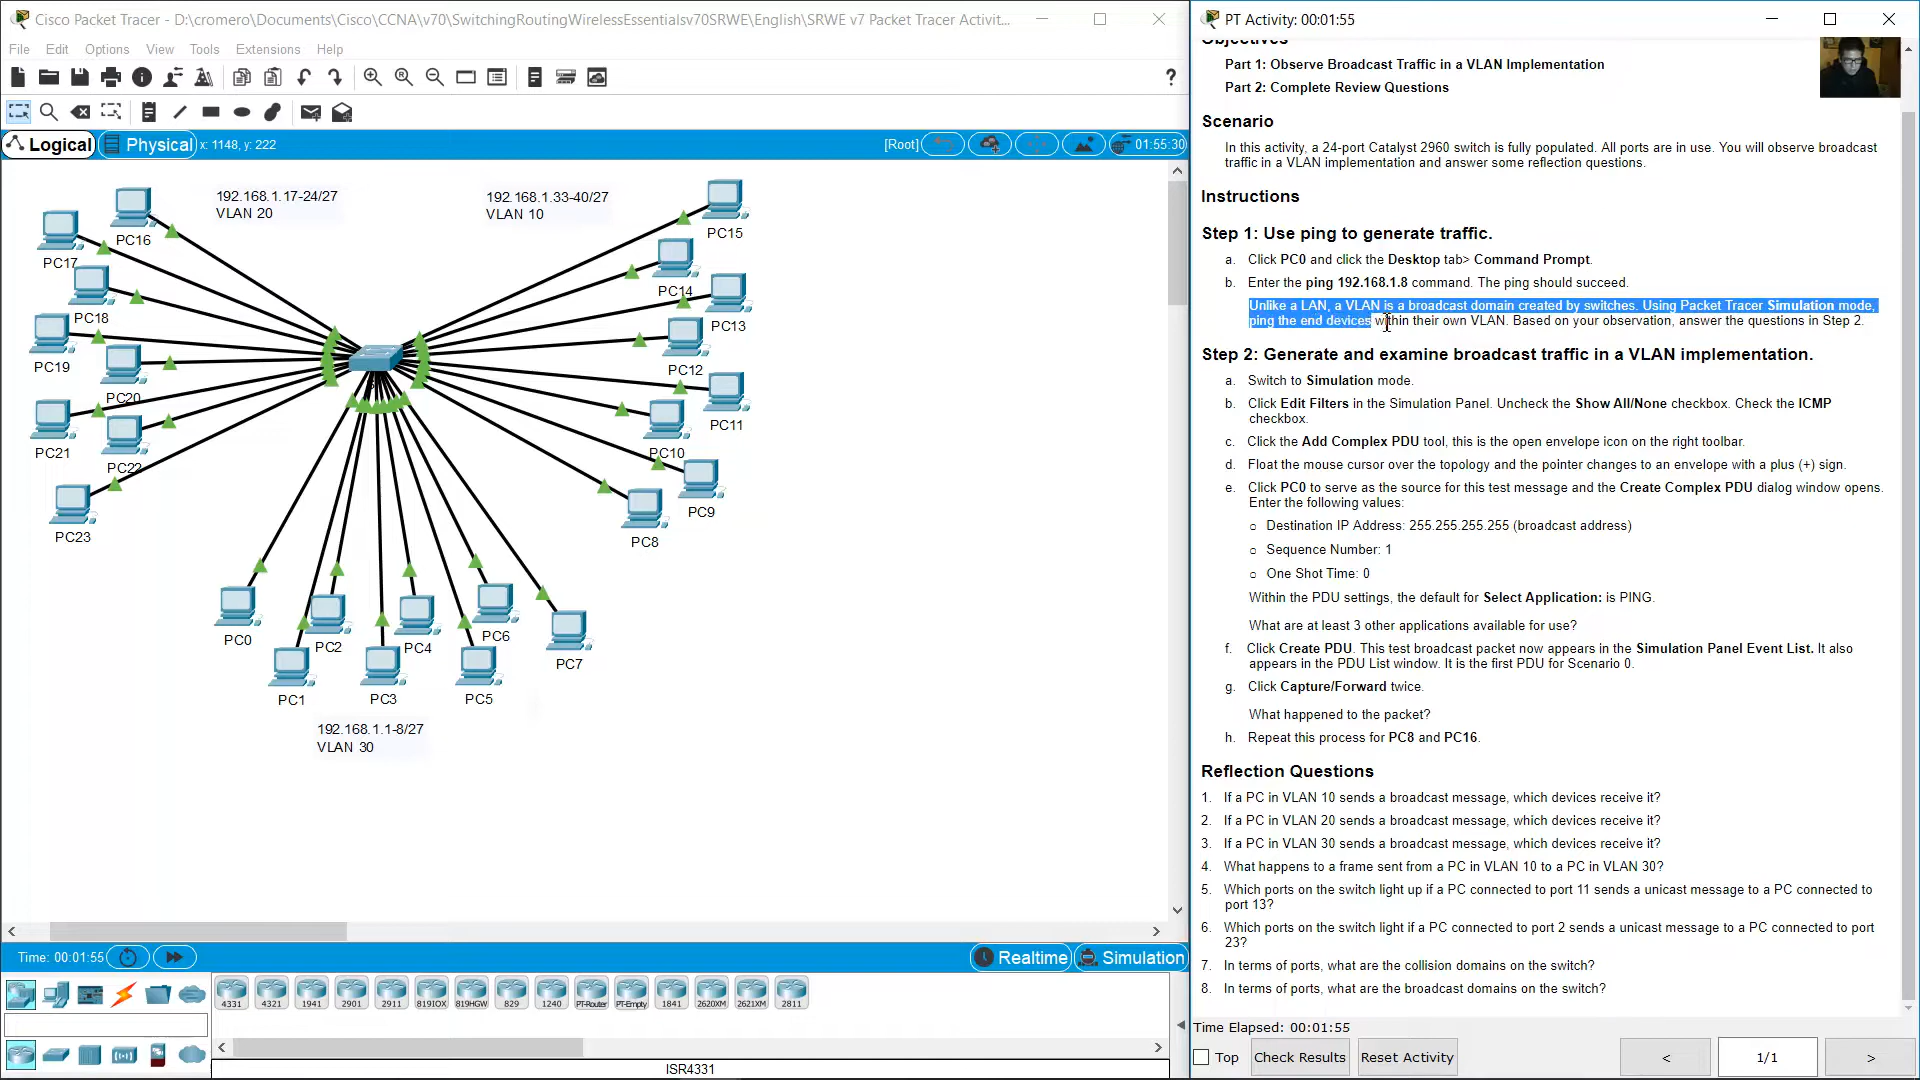 Cisco Packet Tracer - D:\cromero\Documents\Cisco\CCNA\v70\SwitchingRoutingWirelessEssentialsv70SRWE\English\SRWE v7 Packet Tracer Activit...
File Edit Options View Tools Extensions Help
?
Logical Physical x: 1148, y: 222 [Root] 01:55:30
192.168.1.17-24/27
VLAN 20
192.168.1.33-40/27
VLAN 10
PC16
PC15
PC17
PC14
PC18
PC13
PC19
PC12
PC20
PC11
PC21
PC10
PC22
PC9
PC23
PC8
PC0
PC2
PC4
PC6
PC7
PC1
PC3
PC5
192.168.1.1-8/27
VLAN 30
Time: 00:01:55
Realtime Simulation
4331 4321 1941 2901 2911 819IOX 819HGW 829 1240 PT-Router PT-Empty 1841 2620XM 2621XM 2811
ISR4331
PT Activity: 00:01:55
Objectives
Part 1: Observe Broadcast Traffic in a VLAN Implementation
Part 2: Complete Review Questions
Scenario
In this activity, a 24-port Catalyst 2960 switch is fully populated. All ports are in use. You will observe broadcast
traffic in a VLAN implementation and answer some reflection questions.
Instructions
Step 1: Use ping to generate traffic.
a. Click PC0 and click the Desktop tab> Command Prompt.
b. Enter the ping 192.168.1.8 command. The ping should succeed.
Unlike a LAN, a VLAN is a broadcast domain created by switches. Using Packet Tracer Simulation mode,
ping the end devices within their own VLAN. Based on your observation, answer the questions in Step 2.
Step 2: Generate and examine broadcast traffic in a VLAN implementation.
a. Switch to Simulation mode.
b. Click Edit Filters in the Simulation Panel. Uncheck the Show All/None checkbox. Check the ICMP
checkbox.
c. Click the Add Complex PDU tool, this is the open envelope icon on the right toolbar.
d. Float the mouse cursor over the topology and the pointer changes to an envelope with a plus (+) sign.
e. Click PC0 to serve as the source for this test message and the Create Complex PDU dialog window opens.
Enter the following values:
o Destination IP Address: 255.255.255.255 (broadcast address)
o Sequence Number: 1
o One Shot Time: 0
Within the PDU settings, the default for Select Application: is PING.
What are at least 3 other applications available for use?
f. Click Create PDU. This test broadcast packet now appears in the Simulation Panel Event List. It also
appears in the PDU List window. It is the first PDU for Scenario 0.
g. Click Capture/Forward twice.
What happened to the packet?
h. Repeat this process for PC8 and PC16.
Reflection Questions
1. If a PC in VLAN 10 sends a broadcast message, which devices receive it?
2. If a PC in VLAN 20 sends a broadcast message, which devices receive it?
3. If a PC in VLAN 30 sends a broadcast message, which devices receive it?
4. What happens to a frame sent from a PC in VLAN 10 to a PC in VLAN 30?
5. Which ports on the switch light up if a PC connected to port 11 sends a unicast message to a PC connected to
port 13?
6. Which ports on the switch light if a PC connected to port 2 sends a unicast message to a PC connected to port
23?
7. In terms of ports, what are the collision domains on the switch?
8. In terms of ports, what are the broadcast domains on the switch?
Time Elapsed: 00:01:55
Top Check Results Reset Activity < 1/1 >